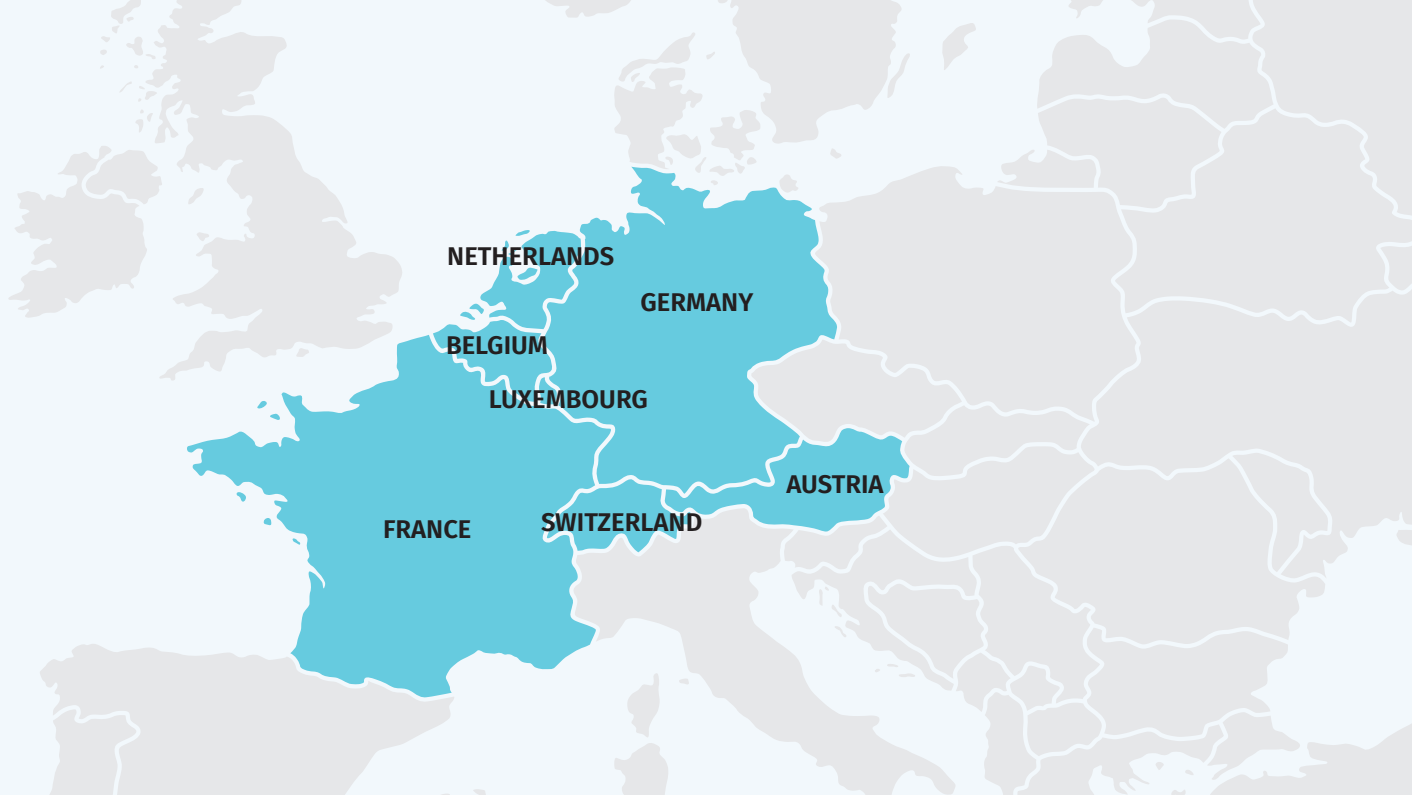 NETHERLANDS
GERMANY
BELGIUM
LUXEMBOURG
AUSTRIA
SWITZERLAND
FRANCE